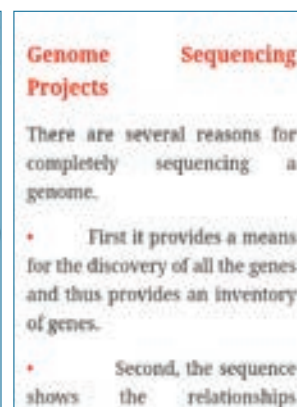 Genome Sequencing
Projects
There are several reasons for
completely sequencing a
genome.
• First it provides a means
for the discovery of all the genes
and thus provides an inventory
of genes.
• Second, the sequence
shows the relationships